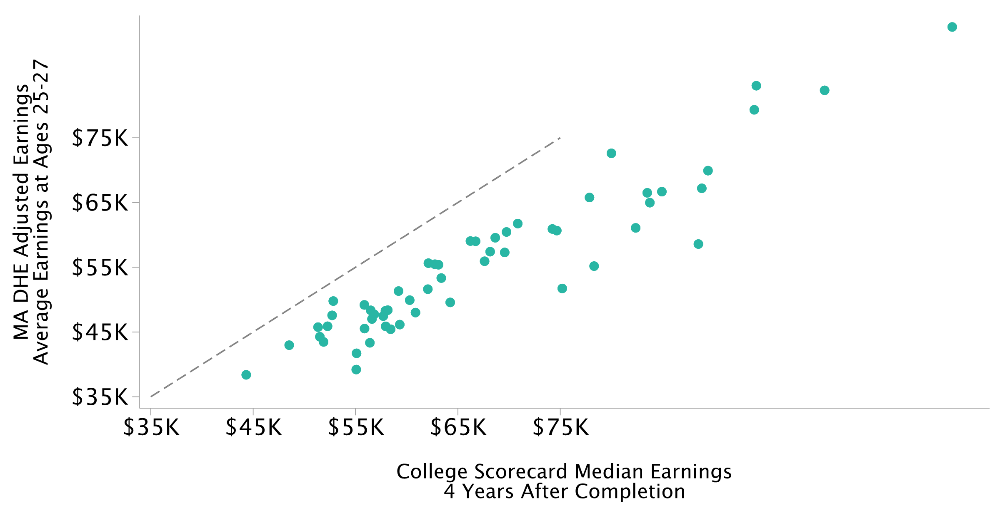 MA DHE Adjusted Earnings
Average Earnings at Ages 25-27
$75K
$65K
$55K
$45K
$35K
$35K
$45K
$55K
$65K
$75K
College Scorecard Median Earnings
4 Years After Completion